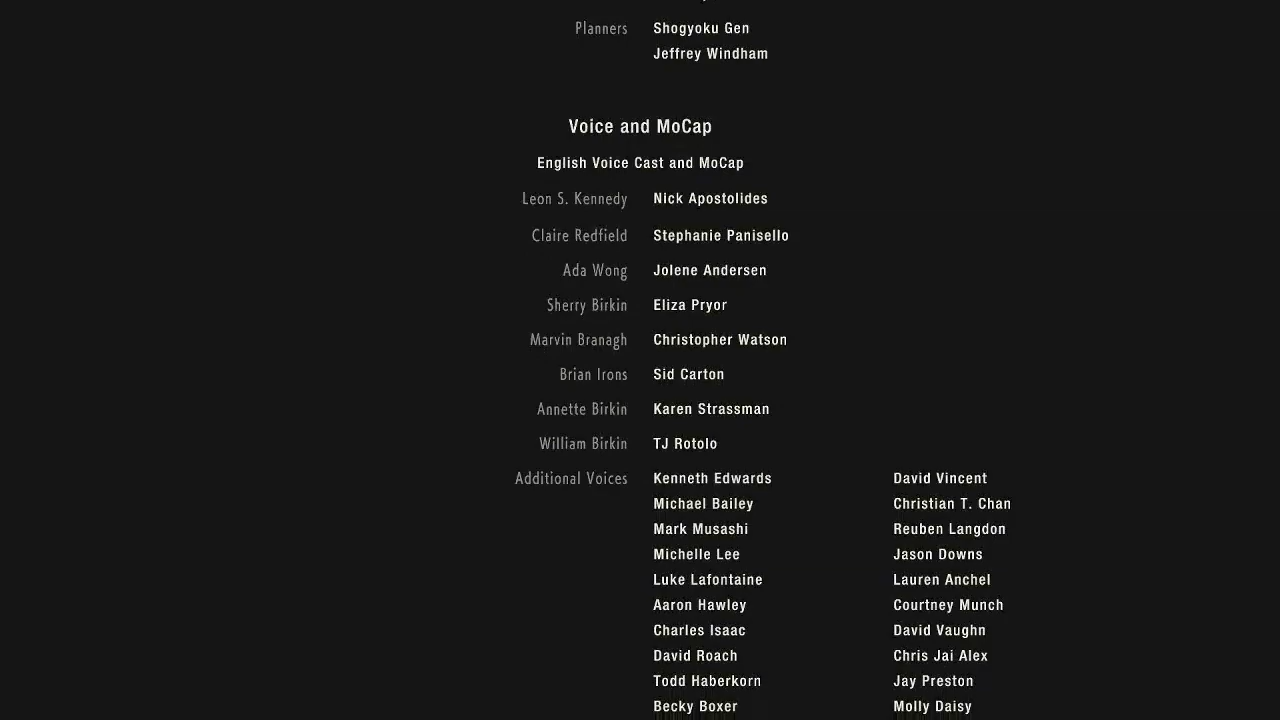 Planners Shogyoku Gen
Jeffrey Windham
Voice and MoCap
English Voice Cast and MoCap
Leon S. Kennedy Nick Apostolides
Claire Redfield Stephanie Panisello
Ada Wong Jolene Andersen
Sherry Birkin Eliza Pryor
Marvin Branagh Christopher Watson
Brian Irons Sid Carton
Annette Birkin Karen Strassman
William Birkin TJ Rotolo
Additional Voices Kenneth Edwards David Vincent
Michael Bailey Christian T. Chan
Mark Musashi Reuben Langdon
Michelle Lee Jason Downs
Luke Lafontaine Lauren Anchel
Aaron Hawley Courtney Munch
Charles Isaac David Vaughn
David Roach Chris Jai Alex
Todd Haberkorn Jay Preston
Becky Boxer Molly Daisy